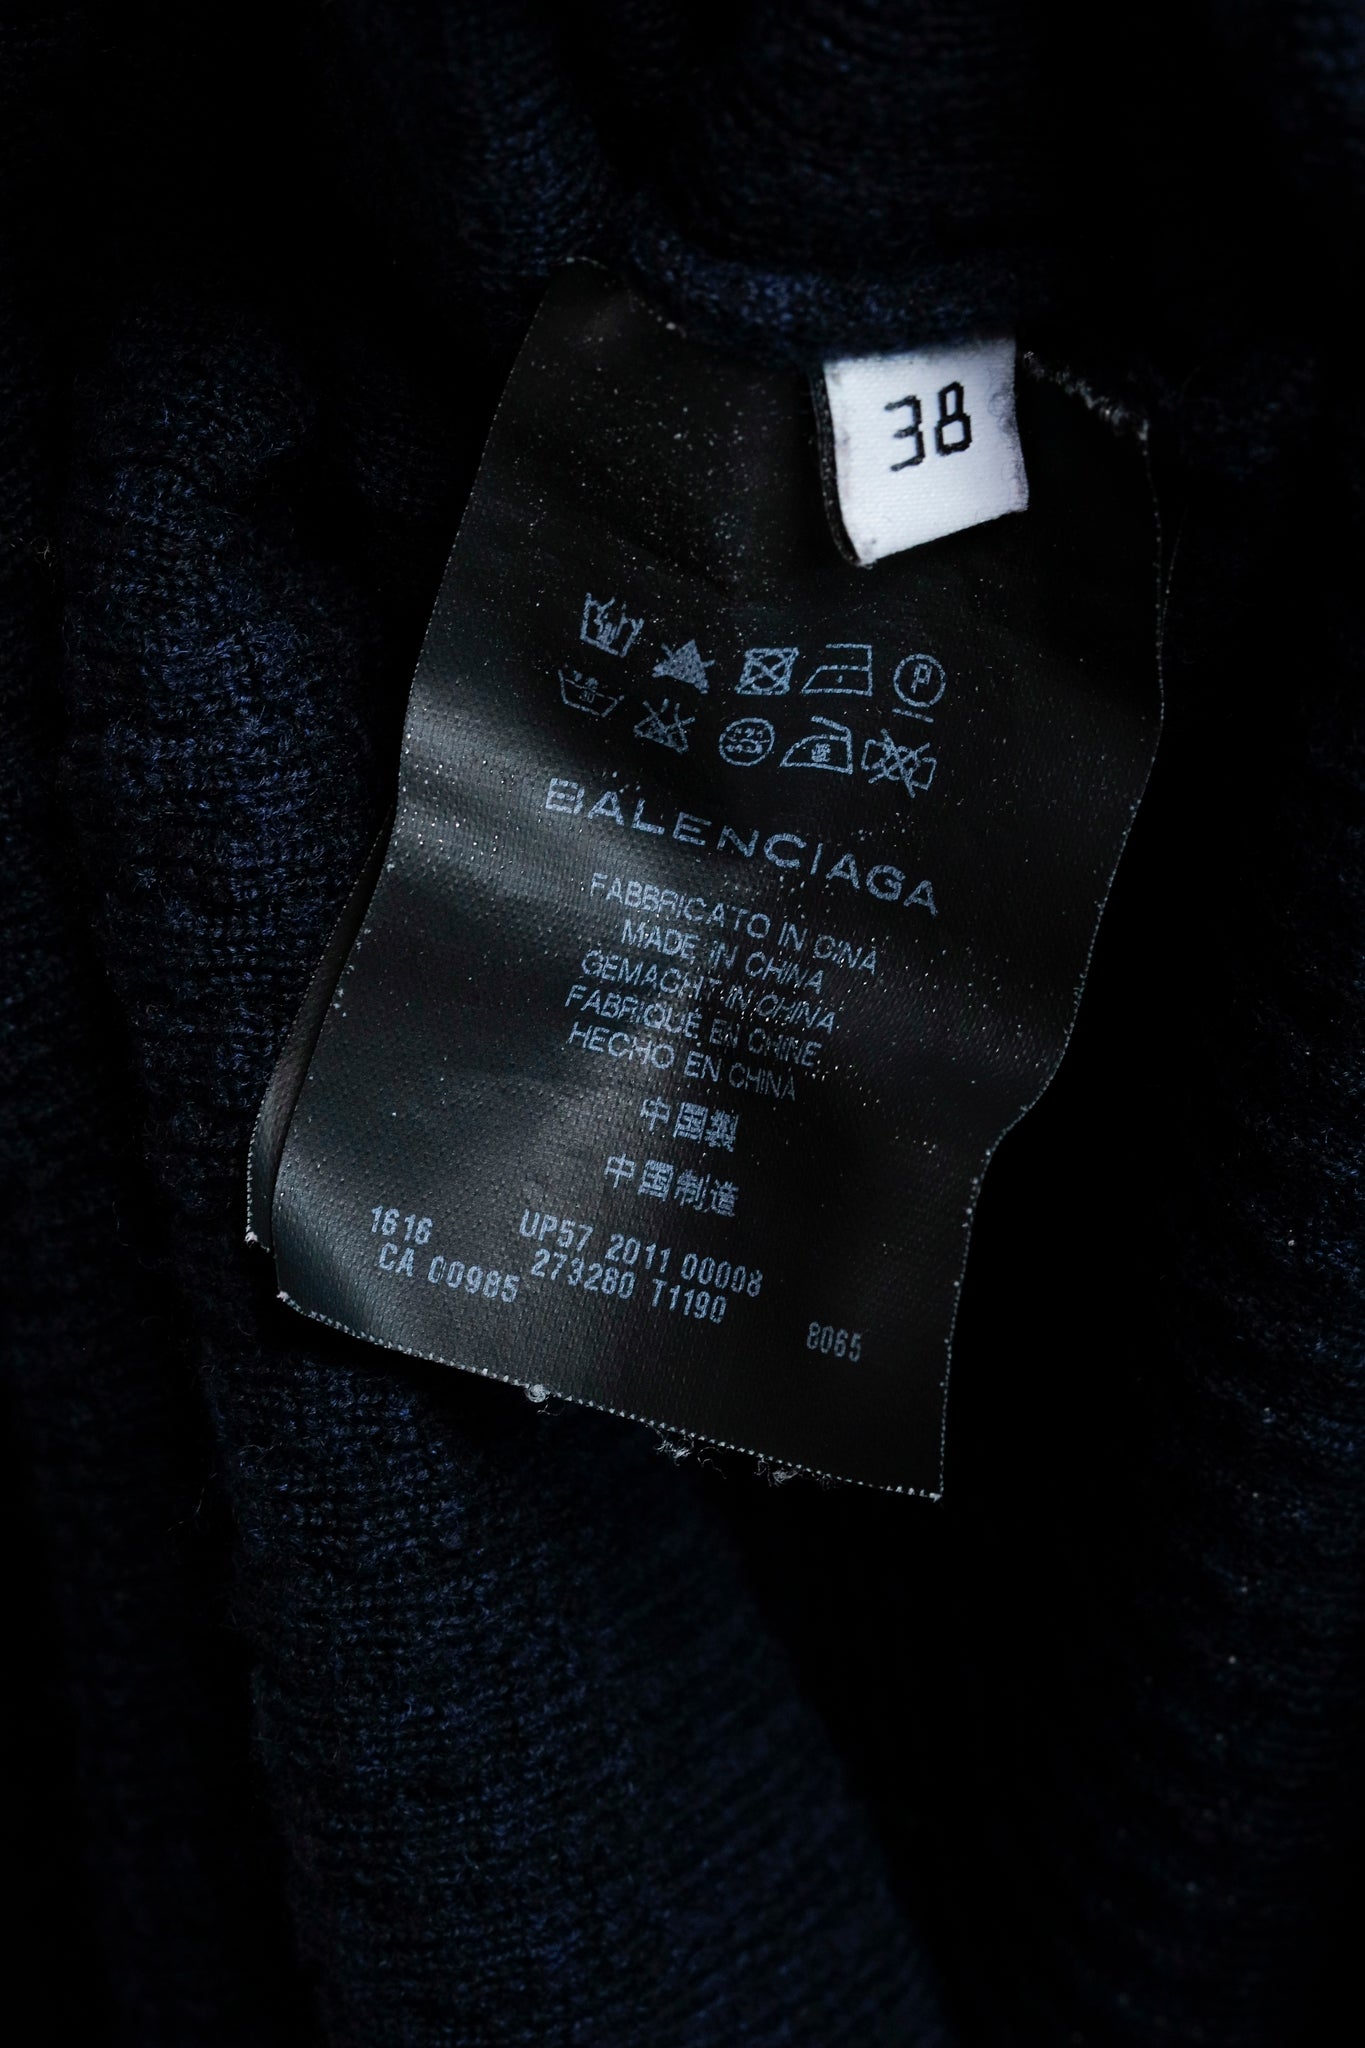 38
P
BALENCIAGA
FABBRICATO IN CINA
MADE IN CHINA
GEMACHT IN CHINA
FABRIQUÉ EN CHINE
HECHO EN CHINA
中国製
中国制造
1616 UP57 2011 00008
CA 00985 273280 T1190
8065